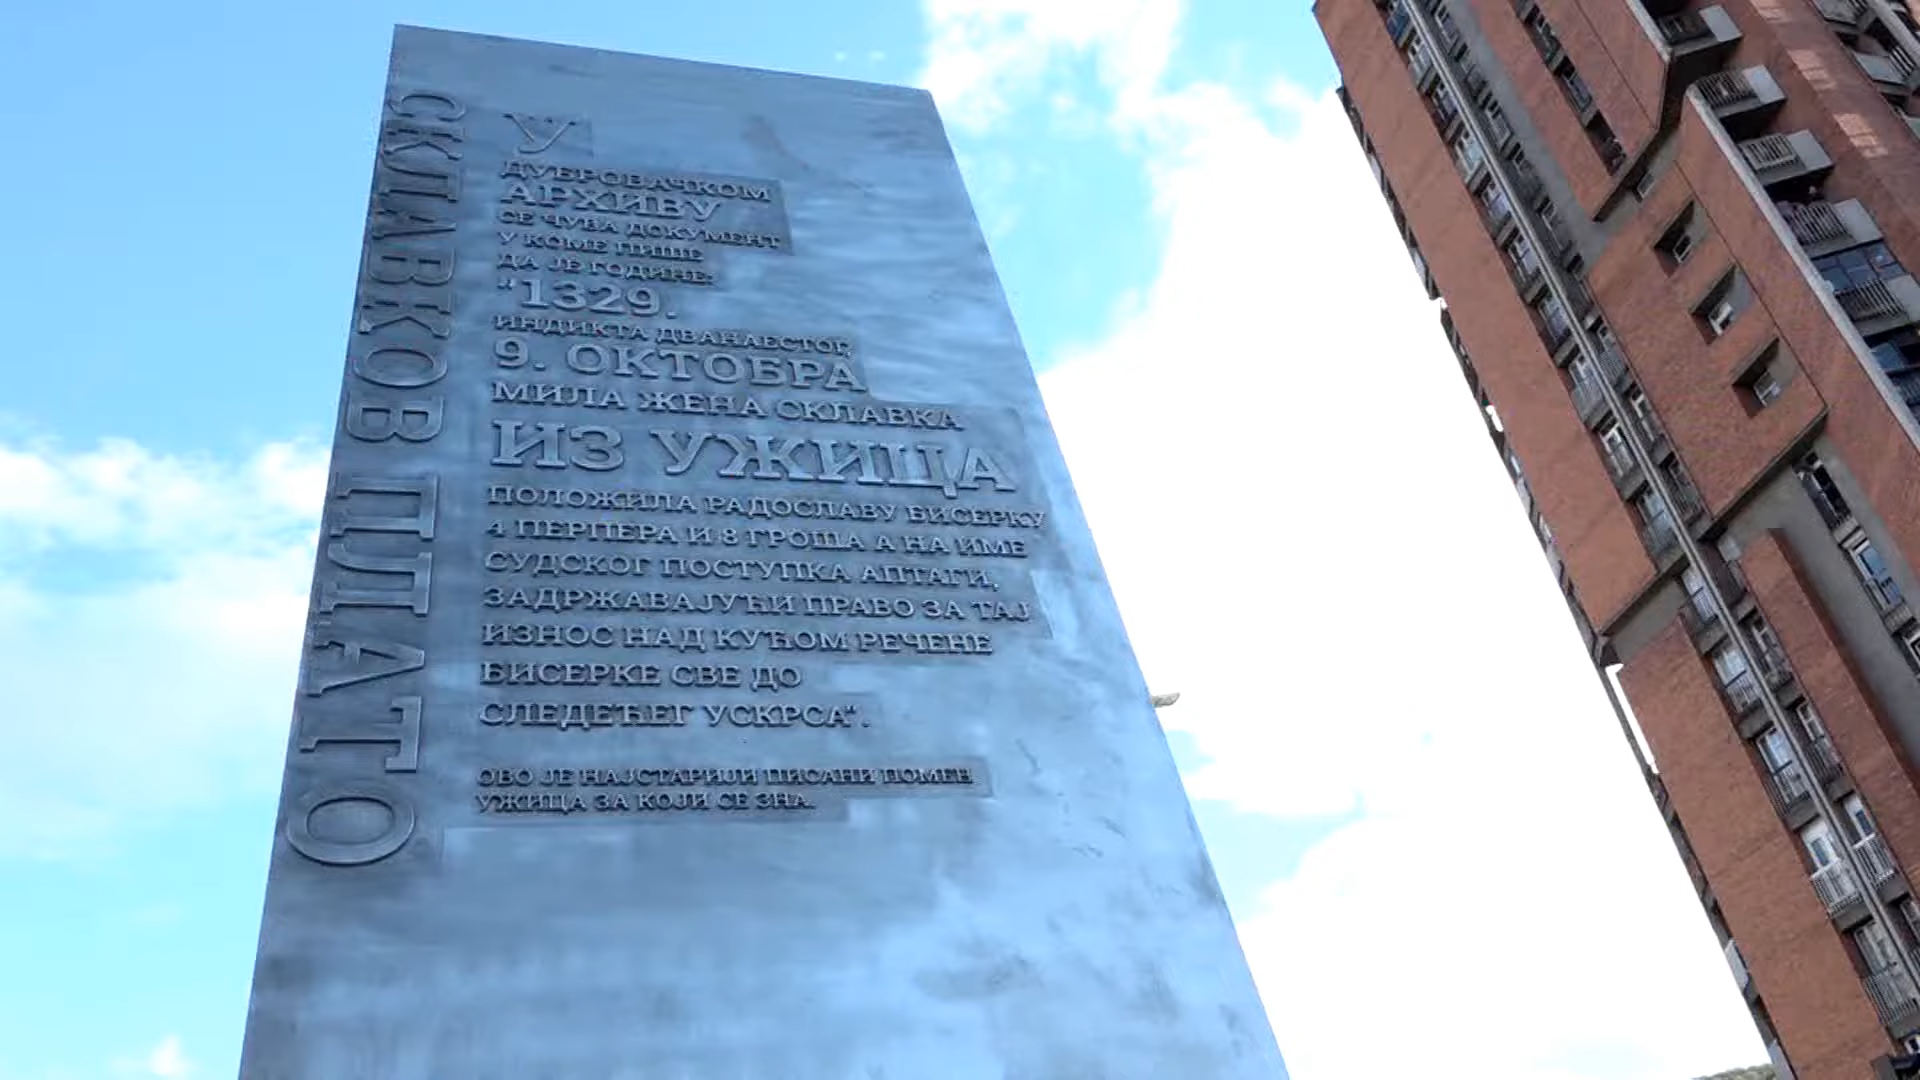 СКЛАВКОВ ПЛАТО
У
ДУБРОВАЧКОМ
АРХИВУ
СЕ ЧУВА ДОКУМЕНТ
У КОМЕ ПИШЕ
ДА ЈЕ ГОДИНЕ:
"1329.
ИНДИКТА ДВАНАЕСТОГ,
9. ОКТОБРА
МИЛА ЖЕНА СКЛАВКА
ИЗ УЖИЦА
ПОЛОЖИЛА РАДОСЛАВУ БИСЕРКУ
4 ПЕРПЕРА И 8 ГРОША А НА ИМЕ
СУДСКОГ ПОСТУПКА АПТАГИ,
ЗАДРЖАВАЈУЋИ ПРАВО ЗА ТАЈ
ИЗНОС НАД КУЋОМ РЕЧЕНЕ
БИСЕРКЕ СВЕ ДО
СЛЕДЕЋЕГ УСКРСА".
ОВО ЈЕ НАЈСТАРИЈИ ПИСАНИ ПОМЕН
УЖИЦА ЗА КОЈИ СЕ ЗНА.